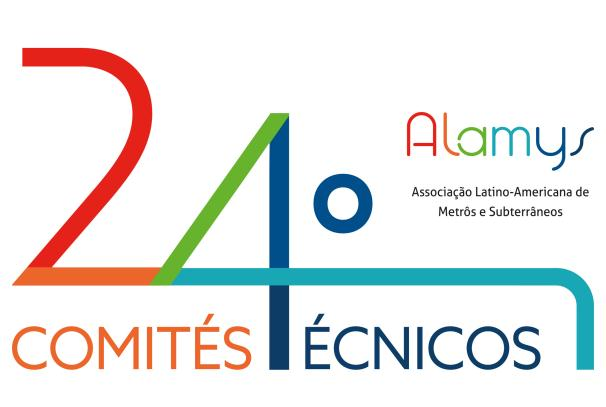 24º
Alamys
Associação Latino-Americana de
Metrôs e Subterrâneos
COMITÉS TÉCNICOS